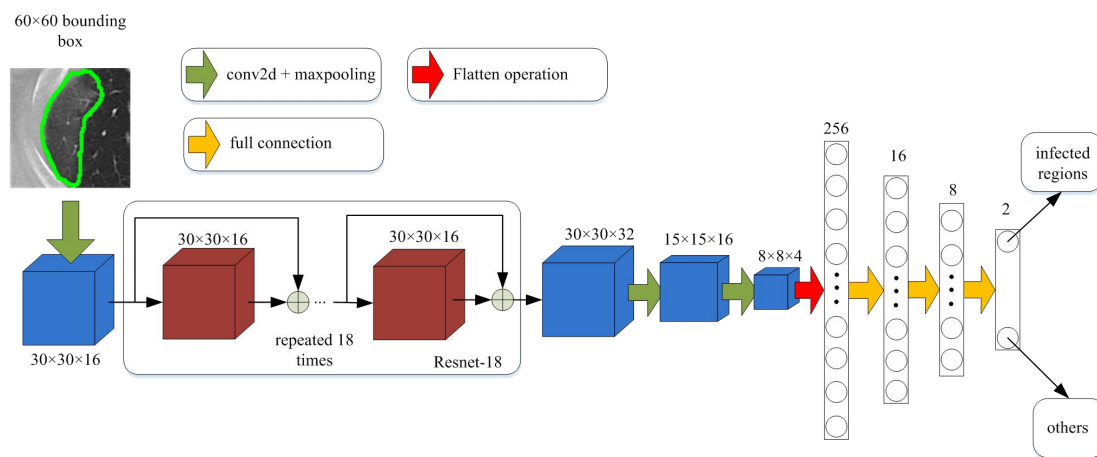 60×60 bounding
box
conv2d + maxpooling
Flatten operation
full connection
256
16
8
2
infected
regions
30×30×16
30×30×16
30×30×32
15×15×16
8×8×4
...
repeated 18
times
Resnet-18
30×30×16
others